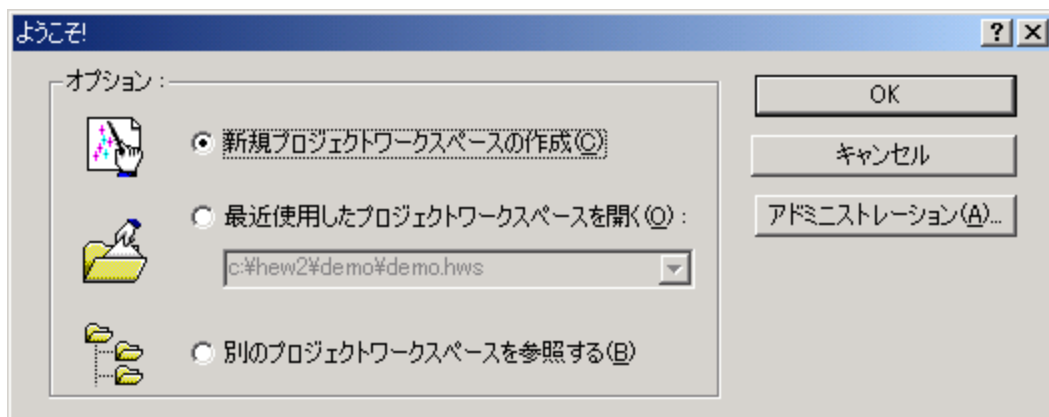 ようこそ!
オプション :
新規プロジェクトワークスペースの作成(C)
最近使用したプロジェクトワークスペースを開く(O) :
c:¥hew2¥demo¥demo.hws
別のプロジェクトワークスペースを参照する(B)
OK
キャンセル
アドミニストレーション(A)...